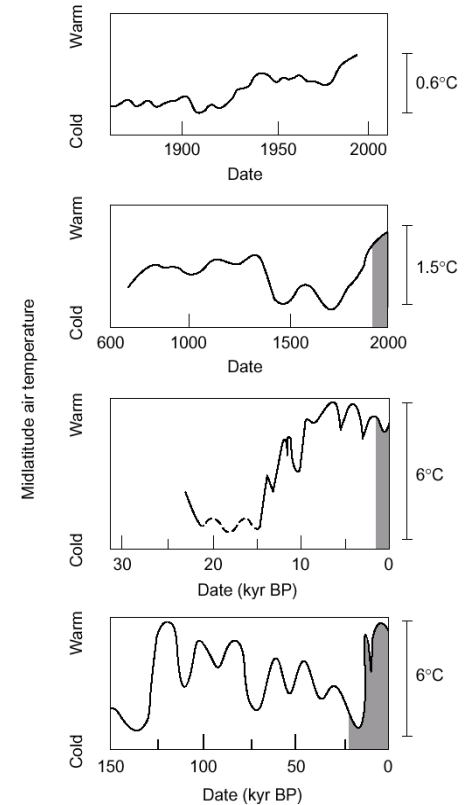 Midlatitude air temperature
Warm
Cold
0.6°C
1900 1950 2000
Date
Warm
Cold
1.5°C
600 1000 1500 2000
Date
Warm
Cold
6°C
30 20 10 0
Date (kyr BP)
Warm
Cold
6°C
150 100 50 0
Date (kyr BP)